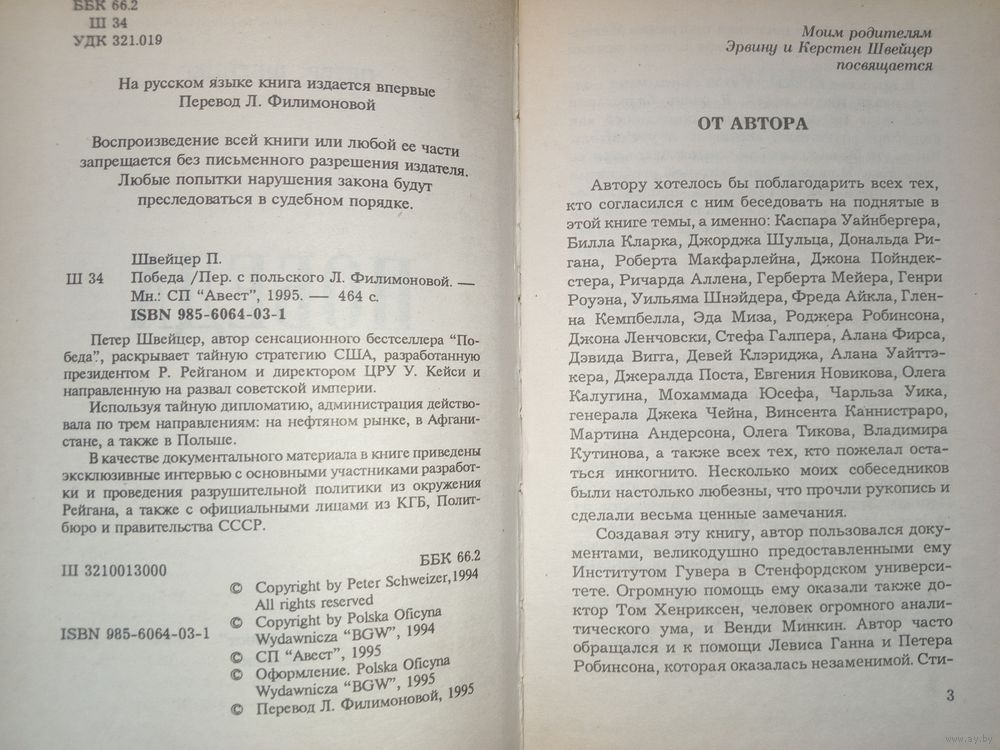 ББК 66.2
Ш 34
УДК 321.019
На русском языке книга издается впервые
Перевод Л. Филимоновой
Воспроизведение всей книги или любой ее части
запрещается без письменного разрешения издателя.
Любые попытки нарушения закона будут
преследоваться в судебном порядке.
Швейцер П.
Ш 34 Победа /Пер. с польского Л. Филимоновой. —
Мн.: СП “Авест”, 1995. — 464 с.
ISBN 985-6064-03-1
Петер Швейцер, автор сенсационного бестселлера “По-
беда”, раскрывает тайную стратегию США, разработанную
президентом Р. Рейганом и директором ЦРУ У. Кейси и
направленную на развал советской империи.
Используя тайную дипломатию, администрация действо-
вала по трем направлениям: на нефтяном рынке, в Афгани-
стане, а также в Польше.
В качестве документального материала в книге приведены
эксклюзивные интервью с основными участниками разработ-
ки и проведения разрушительной политики из окружения
Рейгана, а также с официальными лицами из КГБ, Полит-
бюро и правительства СССР.
ББК 66.2
Ш 3210013000
© Copyright by Peter Schweizer,1994
All rights reserved
© Copyright by Polska Oficyna
Wydawnicza “BGW”, 1994
ISBN 985-6064-03-1
© СП “Авест”, 1995
© Оформление. Polska Oficyna
Wydawnicza “BGW”, 1995
© Перевод Л. Филимоновой, 1995
Моим родителям
Эрвину и Керстен Швейцер
посвящается
ОТ АВТОРА
Автору хотелось бы поблагодарить всех тех,
кто согласился с ним беседовать на поднятые в
этой книге темы, а именно: Каспара Уайнбергера,
Билла Кларка, Джорджа Шульца, Дональда Ри-
гана, Роберта Макфарлейна, Джона Пойндек-
стера, Ричарда Аллена, Герберта Мейера, Генри
Роуэна, Уильяма Шнэйдера, Фреда Айкла, Глен-
на Кемпбелла, Эда Миза, Роджера Робинсона,
Джона Ленчовски, Стефа Галпера, Алана Фирса,
Дэвида Вигга, Девей Клэриджа, Алана Уайттэ-
кера, Джеральда Поста, Евгения Новикова, Олега
Калугина, Мохаммада Юсефа, Чарльза Уика,
генерала Джека Чейна, Винсента Каннистраро,
Мартина Андерсона, Олега Тикова, Владимира
Кутинова, а также всех тех, кто пожелал оста-
ться инкогнито. Несколько моих собеседников
были настолько любезны, что прочли рукопись и
сделали весьма ценные замечания.
Создавая эту книгу, автор пользовался доку-
ментами, великодушно предоставленными ему
Институтом Гувера в Стенфордском универси-
тете. Огромную помощь ему оказали также до-
ктор Том Хенриксен, человек огромного анали-
тического ума, и Венди Минкин. Автор часто
обращался и к помощи Левиса Ганна и Петера
Робинсона, которая оказалась незаменимой. Сти-
3
www.ay.by